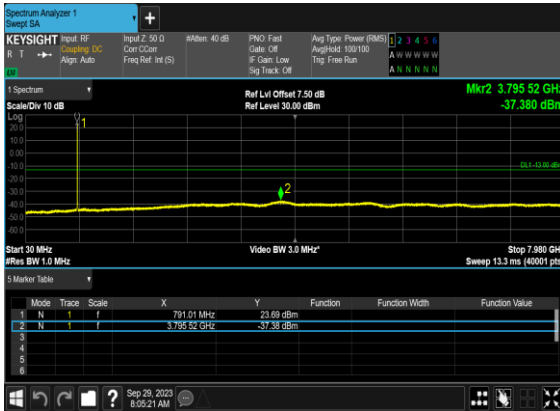 Spectrum Analyzer 1
Swept SA
KEYSIGHT Input: RF Input Z: 50 Ω #Atten: 40 dB PNO: Fast Avg Type: Power (RMS) 1 2 3 4 5 6
R T Coupling: DC Corr CCorr Gate: Off Avg|Hold: 100/100 A W W W W W
Align: Auto Freq Ref: Int (S) IF Gain: Low Trig: Free Run
LXI Sig Track: Off A N N N N N
1 Spectrum Ref Lvl Offset 7.50 dB Mkr2 3.795 52 GHz
Scale/Div 10 dB Ref Level 30.00 dBm -37.380 dBm
Log
1
20.0
10.0
0.00
-10.0
DL1 -13.00 dBm
-20.0
-30.0
2
-40.0
-50.0
-60.0
Start 30 MHz Video BW 3.0 MHz* Stop 7.980 GHz
#Res BW 1.0 MHz Sweep 13.3 ms (40001 pts)
5 Marker Table
Mode Trace Scale X Y Function Function Width Function Value
1 N 1 f 791.01 MHz 23.69 dBm
2 N 1 f 3.795 52 GHz -37.38 dBm
3
4
5
6
Sep 29, 2023
8:05:21 AM